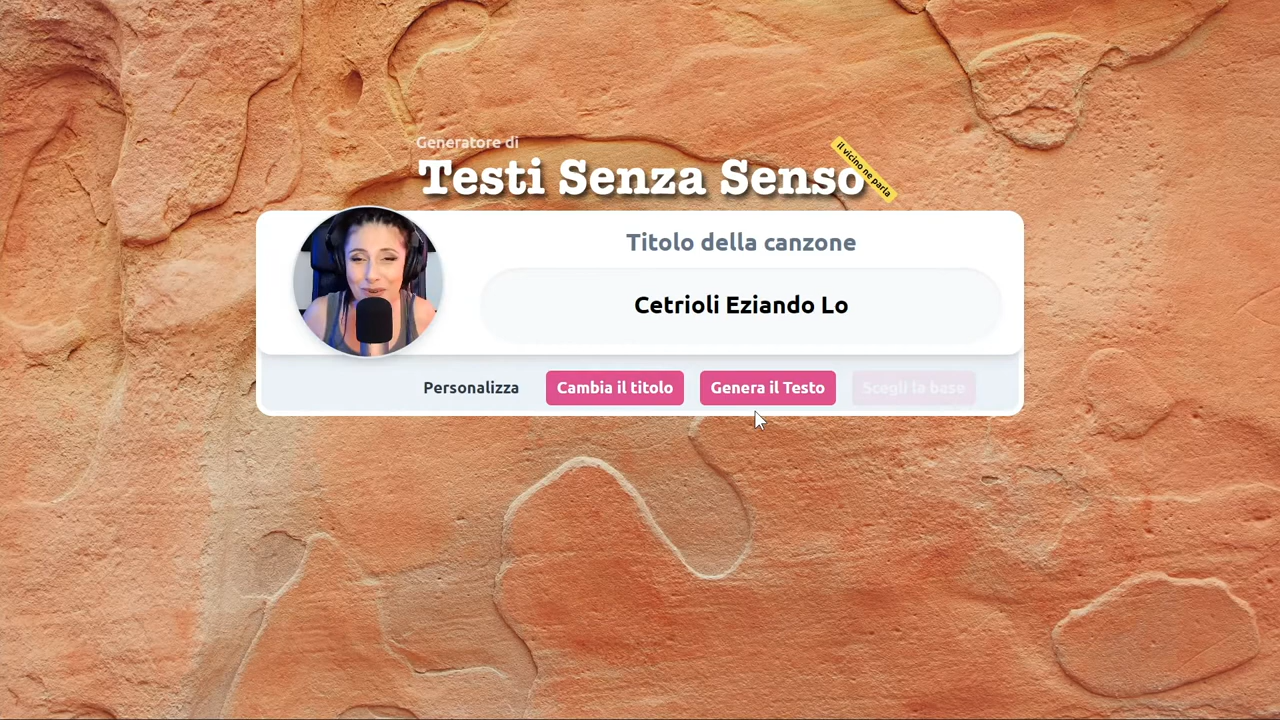 Generatore di
Testi Senza Senso
il vicino ne parla
Titolo della canzone
Cetrioli Eziando Lo
Personalizza
Cambia il titolo
Genera il Testo
Scegli la base